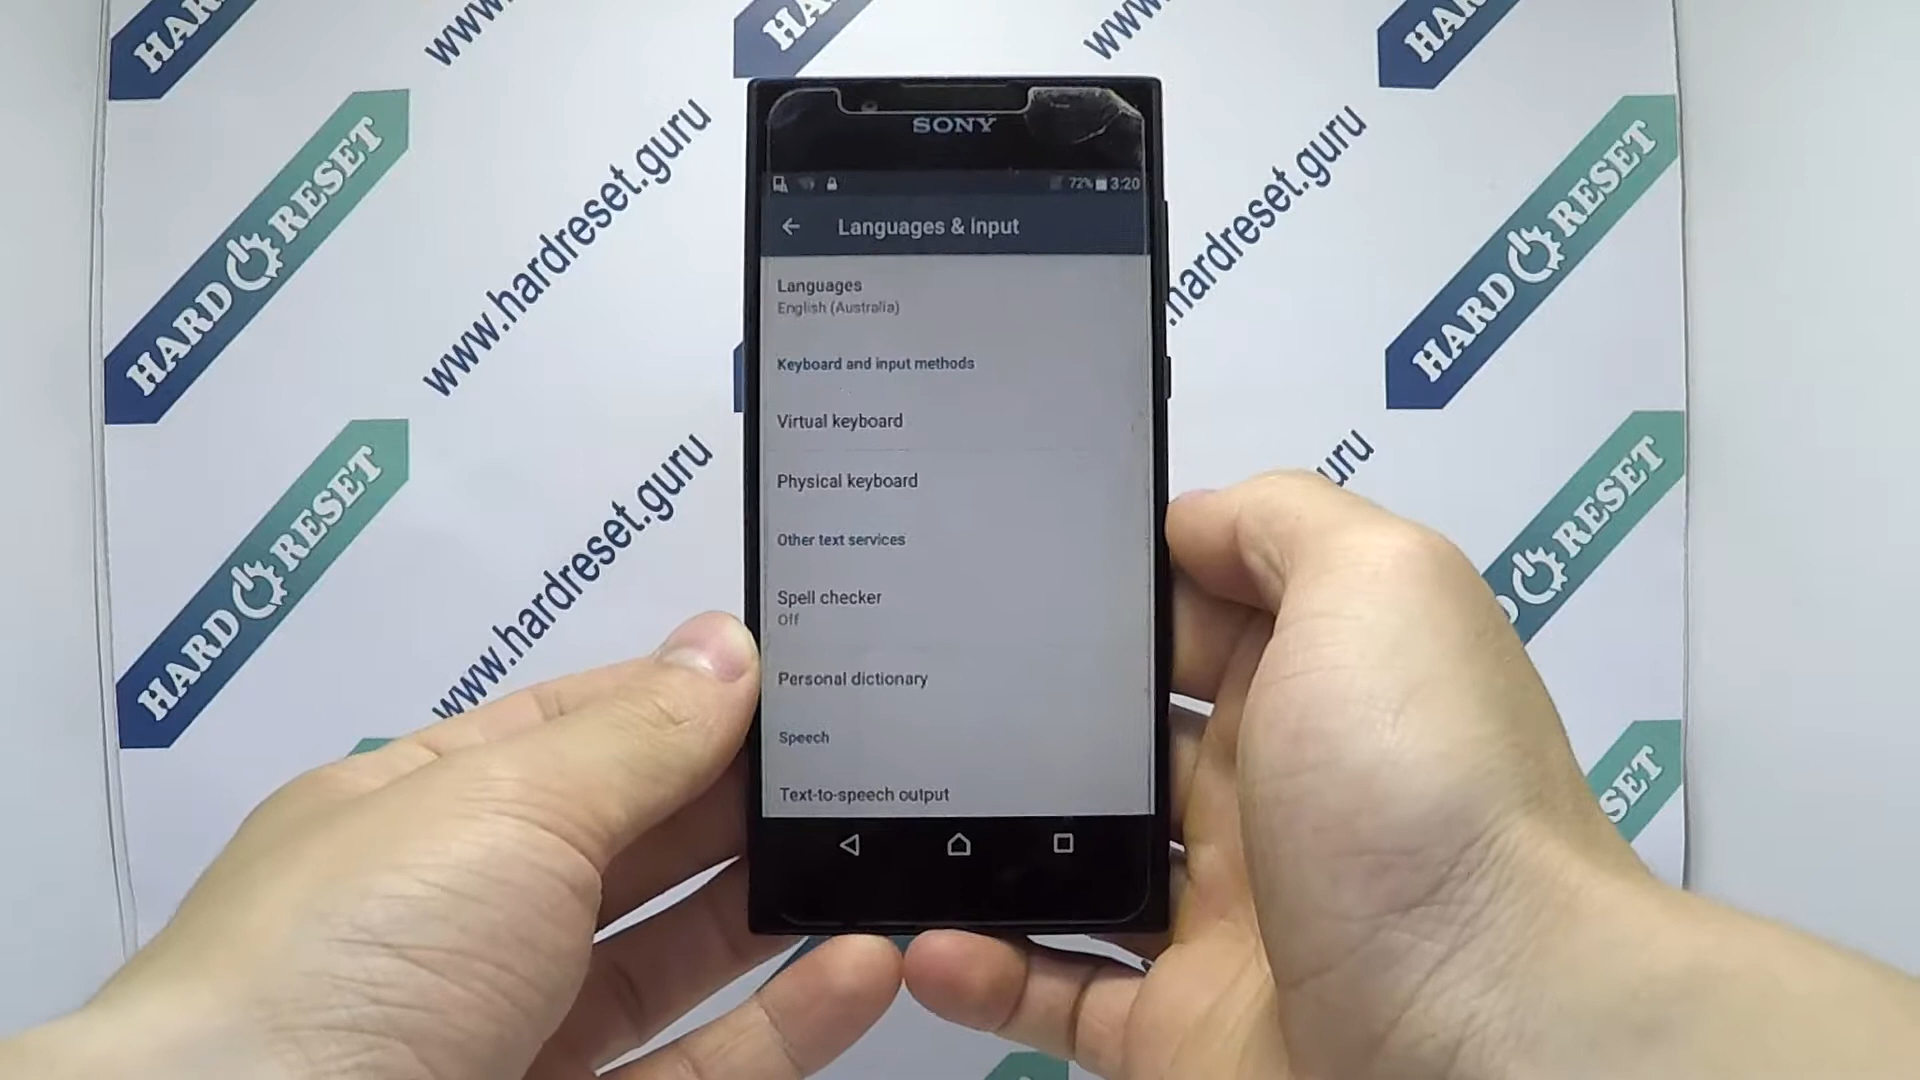 HARD RESET
www.hardreset.guru
HARD RESET
www.hardreset.guru
SONY
72% 3:20
Languages & input
Languages
English (Australia)
Keyboard and input methods
Virtual keyboard
Physical keyboard
Other text services
Spell checker
Off
Personal dictionary
Speech
Text-to-speech output
.hardreset.guru
HARD RESET
guru
RESET